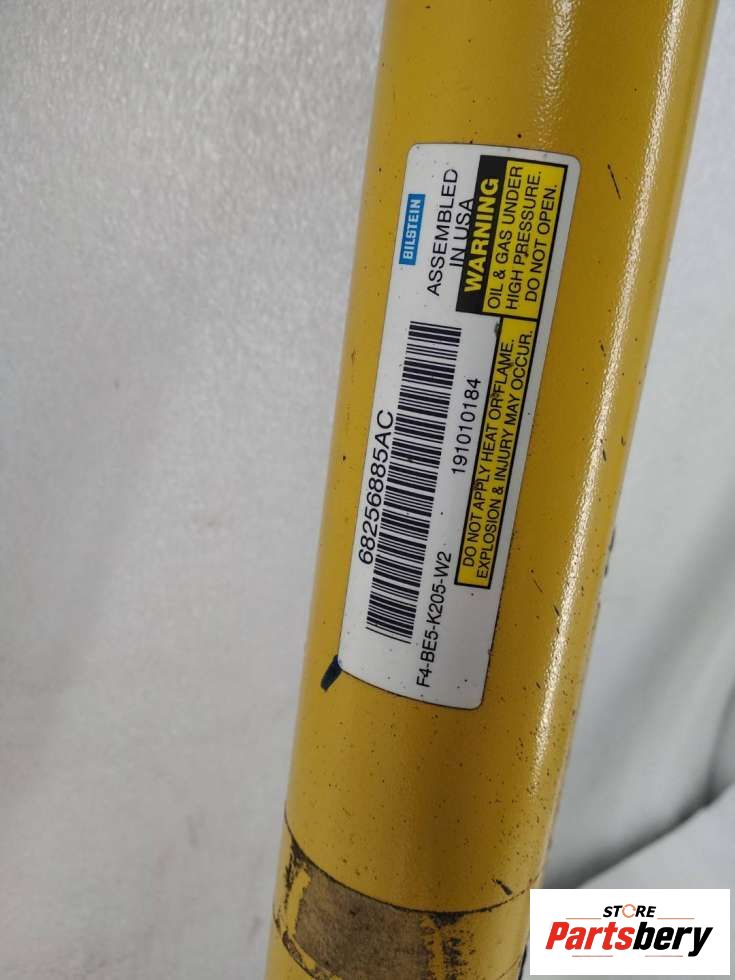 BILSTEIN
ASSEMBLED
IN USA
WARNING
OIL & GAS UNDER
HIGH PRESSURE.
DO NOT OPEN.
68256885AC
191010184
DO NOT APPLY HEAT OR FLAME.
EXPLOSION & INJURY MAY OCCUR.
F4-BE5-K205-W2
STORE
Partsbery